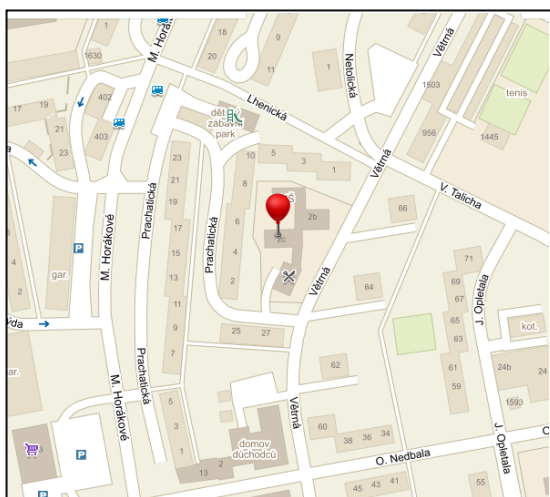 M. Horákové
1630
18
20
9
11
Netolická
1
Větrná
1503
tenis
17
19
402
403
21
23
Lhenická
dět
zábavní
park
956
1445
10
5
3
1
Větrná
V. Talicha
23
21
19
17
15
13
11
9
7
Prachatická
8
6
4
2
Prachatická
2b
2c
66
64
62
4
2
gar.
M. Horákové
Větrná
71
69
67
65
63
61
59
J. Opletala
kot.
ýda
25
27
Prachatická
24b
1593
ar.
M. Horákové
5
3
1
13
2
domov
důchodců
Větrná
60
38
36
34
O. Nedbala
J. Opletala
45
43
41
55